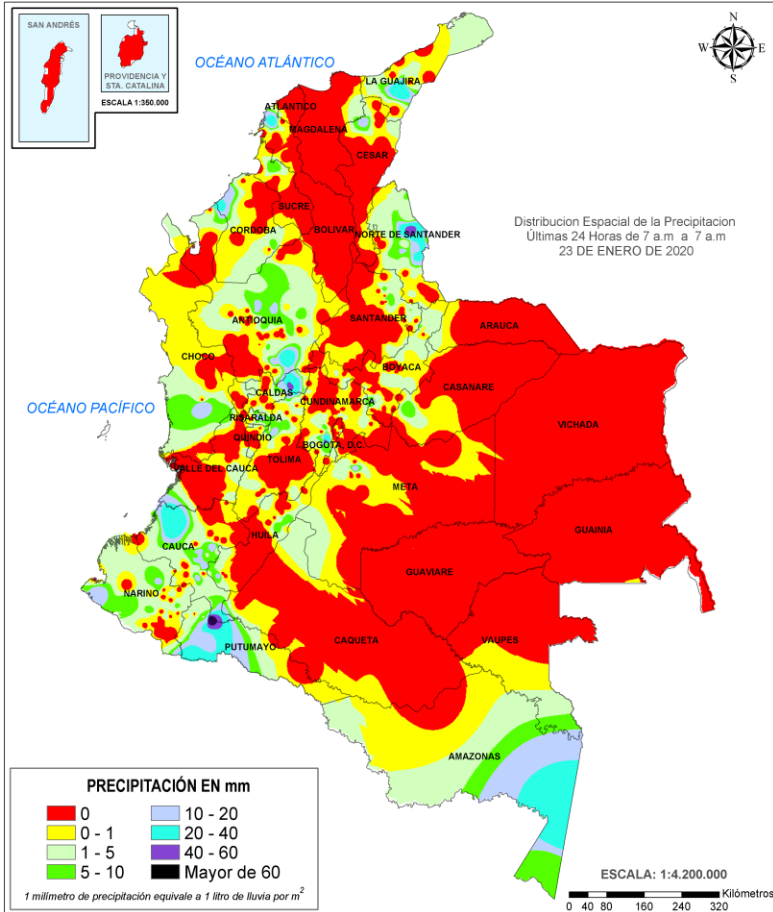 SAN ANDRÉS
PROVIDENCIA Y
STA. CATALINA
ESCALA 1:350.000
OCÉANO ATLÁNTICO
N
W
E
S
LA GUAJIRA
ATLANTICO
MAGDALENA
CESAR
SUCRE
CORDOBA
BOLIVAR
NORTE DE SANTANDER
Distribucion Espacial de la Precipitacion
Últimas 24 Horas de 7 a.m a 7 a.m
23 DE ENERO DE 2020
ANTIOQUIA
SANTANDER
ARAUCA
CHOCO
BOYACA
CASANARE
CALDAS
CUNDINAMARCA
OCÉANO PACÍFICO
RISARALDA
VICHADA
QUINDIO
BOGOTA, D.C.
TOLIMA
VALLE DEL CAUCA
META
GUAINIA
HUILA
CAUCA
GUAVIARE
NARINO
PUTUMAYO
CAQUETA
VAUPES
AMAZONAS
PRECIPITACIÓN EN mm
0
10 - 20
0 - 1
20 - 40
1 - 5
40 - 60
5 - 10
Mayor de 60
1 milímetro de precipitación equivale a 1 litro de lluvia por m²
ESCALA: 1:4.200.000
Kilómetros
0 40 80 160 240 320